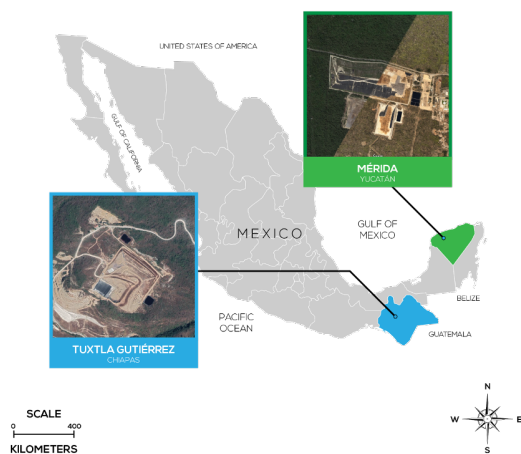 UNITED STATES OF AMERICA
GULF OF CALIFORNIA
MÉRIDA
YUCATÁN
GULF OF
MEXICO
MEXICO
BELIZE
PACIFIC
OCEAN
GUATEMALA
TUXTLA GUTIÉRREZ
CHIAPAS
SCALE
0 400
KILOMETERS
N
W E
S